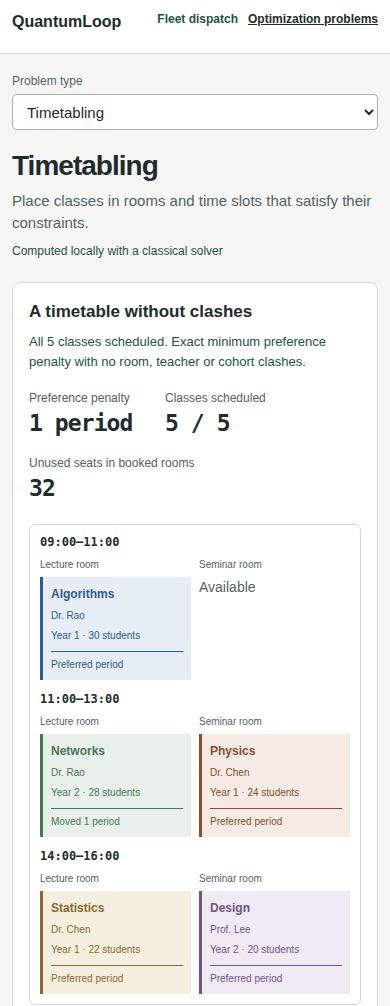 QuantumLoop
Fleet dispatch Optimization problems
Problem type
Timetabling
Timetabling
Place classes in rooms and time slots that satisfy their
constraints.
Computed locally with a classical solver
A timetable without clashes
All 5 classes scheduled. Exact minimum preference
penalty with no room, teacher or cohort clashes.
Preference penalty Classes scheduled
1 period 5 / 5
Unused seats in booked rooms
32
09:00–11:00
Lecture room Seminar room
Algorithms Available
Dr. Rao
Year 1 · 30 students
Preferred period
11:00–13:00
Lecture room Seminar room
Networks Physics
Dr. Rao Dr. Chen
Year 2 · 28 students Year 1 · 24 students
Moved 1 period Preferred period
14:00–16:00
Lecture room Seminar room
Statistics Design
Dr. Chen Prof. Lee
Year 1 · 22 students Year 2 · 20 students
Preferred period Preferred period